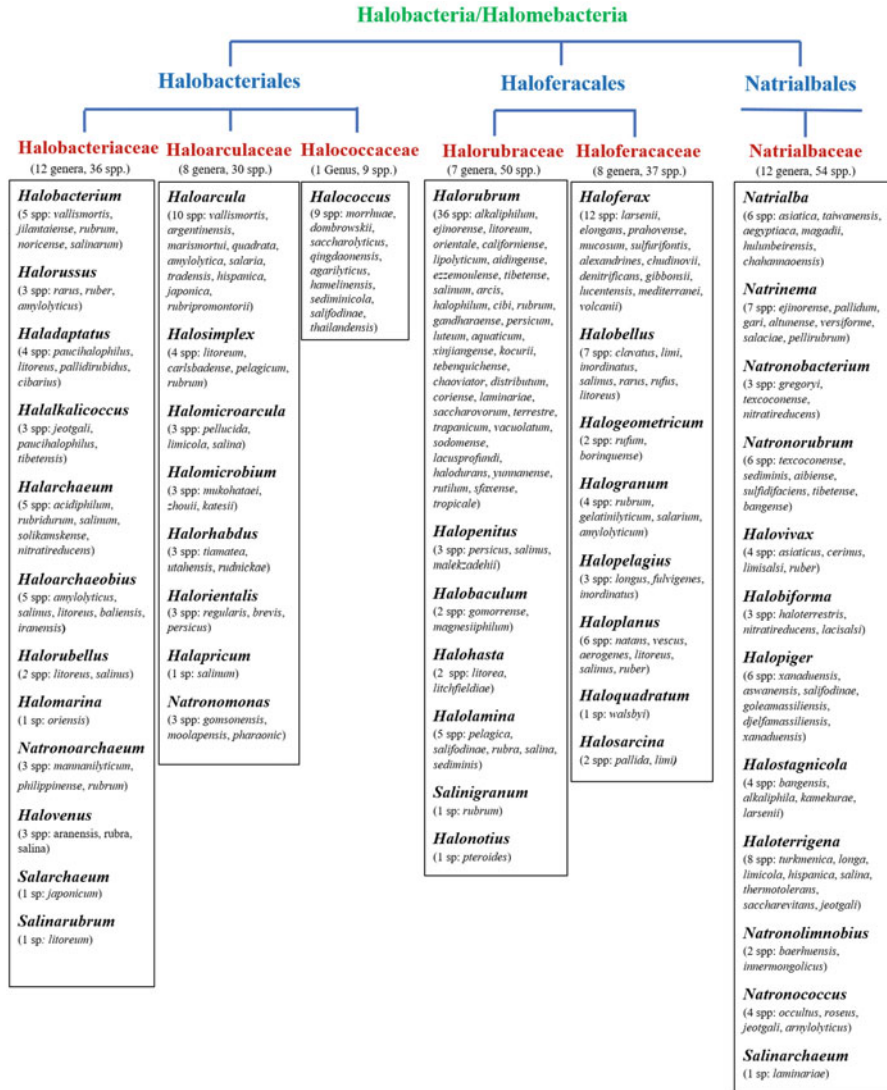 Halobacteria/Halomebacteria
Halobacteriales
Haloferacales
Natrialbales
Halobacteriaceae
(12 genera, 36 spp.)
Halobacterium
(5 spp: vallismortis,
jilantaiense, rubrum,
noricense, salinarum)
Halorussus
(3 spp: rarus, ruber,
amylolyticus)
Haladaptatus
(4 spp: paucihalophilus,
litoreus, pallidirubidus,
cibarius)
Halalkalicoccus
(3 spp: jeotgali,
paucihalophilus,
tibetensis)
Halarchaeum
(5 spp: acidiphilum,
rubridurum, salinum,
solikamskense,
nitratireducens)
Haloarchaeobius
(5 spp: amylolyticus,
salinus, litoreus, baliensis,
iranensis)
Halorubellus
(2 spp: litoreus, salinus)
Halomarina
(1 sp: oriensis)
Natronoarchaeum
(3 spp: mannanilyticum,
philippinense, rubrum)
Halovenus
(3 spp: aranensis, rubra,
salina)
Salarchaeum
(1 sp: japonicum)
Salinarubrum
(1 sp: litoreum)
Haloarculaceae
(8 genera, 30 spp.)
Haloarcula
(10 spp: vallismortis,
argentinensis,
marismortui, quadrata,
amylolytica, salaria,
tradensis, hispanica,
japonica,
rubripromontorii)
Halosimplex
(4 spp: litoreum,
carlsbadense, pelagicum,
rubrum)
Halomicroarcula
(3 spp: pellucida,
limicola, salina)
Halomicrobium
(3 spp: mukohataei,
zhouii, katesii)
Halorhabdus
(3 spp: tiamatea,
utahensis, rudnickae)
Halorientalis
(3 spp: regularis, brevis,
persicus)
Halapricum
(1 sp: salinum)
Natronomonas
(3 spp: gomsonensis,
moolapensis, pharaonic)
Halococcaceae
(1 Genus, 9 spp.)
Halococcus
(9 spp: morrhuae,
dombrowskii,
saccharolyticus,
qingdaonensis,
agarilyticus,
hamelinensis,
sediminicola,
salifodinae,
thailandensis)
Halorubraceae
(7 genera, 50 spp.)
Halorubrum
(36 spp: alkaliphilum,
ejinorense, litoreum,
orientale, californiense,
lipolyticum, aidingense,
ezzemoulense, tibetense,
salinum, arcis,
halophilum, cibi, rubrum,
gandharaense, persicum,
luteum, aquaticum,
xinjiangense, kocurii,
tebenquichense,
chaoviator, distributum,
coriense, laminariae,
saccharovorum, terrestre,
trapanicum, vacuolatum,
sodomense,
lacusprofundi,
halodurans, yunnanense,
rutilum, sfaxense,
tropicale)
Halopenitus
(3 spp: persicus, salinus,
malekzadehii)
Halobaculum
(2 spp: gomorrense,
magnesiiphilum)
Halohasta
(2 spp: litorea,
litchfieldiae)
Halolamina
(5 spp: pelagica,
salifodinae, rubra, salina,
sediminis)
Salinigranum
(1 sp: rubrum)
Halonotius
(1 sp: pteroides)
Haloferacaceae
(8 genera, 37 spp.)
Haloferax
(12 spp: larsenii,
elongans, prahovense,
mucosum, sulfurifontis,
alexandrines, chudinovii,
denitrificans, gibbonsii,
lucentensis, mediterranei,
volcanii)
Halobellus
(7 spp: clavatus, limi,
inordinatus,
salinus, rarus, rufus,
litoreus)
Halogeometricum
(2 spp: rufum,
borinquense)
Halogranum
(4 spp: rubrum,
gelatinilyticum, salarium,
amylolyticum)
Halopelagius
(3 spp: longus, fulvigenes,
inordinatus)
Haloplanus
(6 spp: natans, vescus,
aerogenes, litoreus,
salinus, ruber)
Haloquadratum
(1 sp: walsbyi)
Halosarcina
(2 spp: pallida, limi)
Natrialbaceae
(12 genera, 54 spp.)
Natrialba
(6 spp: asiatica, taiwanensis,
aegyptiaca, magadii,
hulunbeirensis,
chahannaoensis)
Natrinema
(7 spp: ejinorense, pallidum,
gari, altunense, versiforme,
salaciae, pellirubrum)
Natronobacterium
(3 spp: gregoryi,
texcoconense,
nitratireducens)
Natronorubrum
(6 spp: texcoconense,
sediminis, aibiense,
sulfidifaciens, tibetense,
bangense)
Halovivax
(4 spp: asiaticus, cerinus,
limisalsi, ruber)
Halobiforma
(3 spp: haloterrestris,
nitratireducens, lacisalsi)
Halopiger
(6 spp: xanaduensis,
aswanensis, salifodinae,
goleamassiliensis,
djelfamassiliensis,
xanaduensis)
Halostagnicola
(4 spp: bangensis,
alkaliphila, kamekurae,
larsenii)
Haloterrigena
(8 spp: turkmenica, longa,
limicola, hispanica, salina,
thermotolerans,
saccharevitans, jeotgali)
Natronolimnobius
(2 spp: baerhuensis,
innermongolicus)
Natronococcus
(4 spp: occultus, roseus,
jeotgali, arnylolyticus)
Salinarchaeum
(1 sp: laminariae)